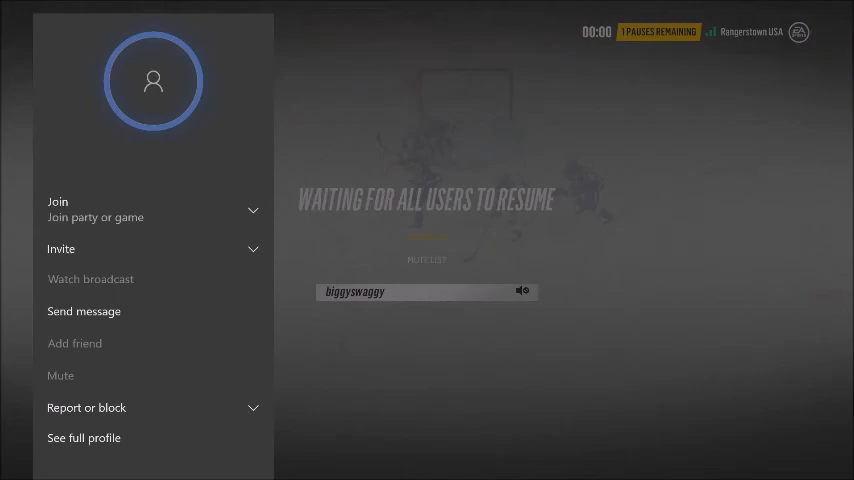 00:00 1 PAUSES REMAINING Rangerstown USA
Join
Join party or game
WAITING FOR ALL USERS TO RESUME
Invite
MUTE LIST
Watch broadcast
biggyswaggy
Send message
Add friend
Mute
Report or block
See full profile